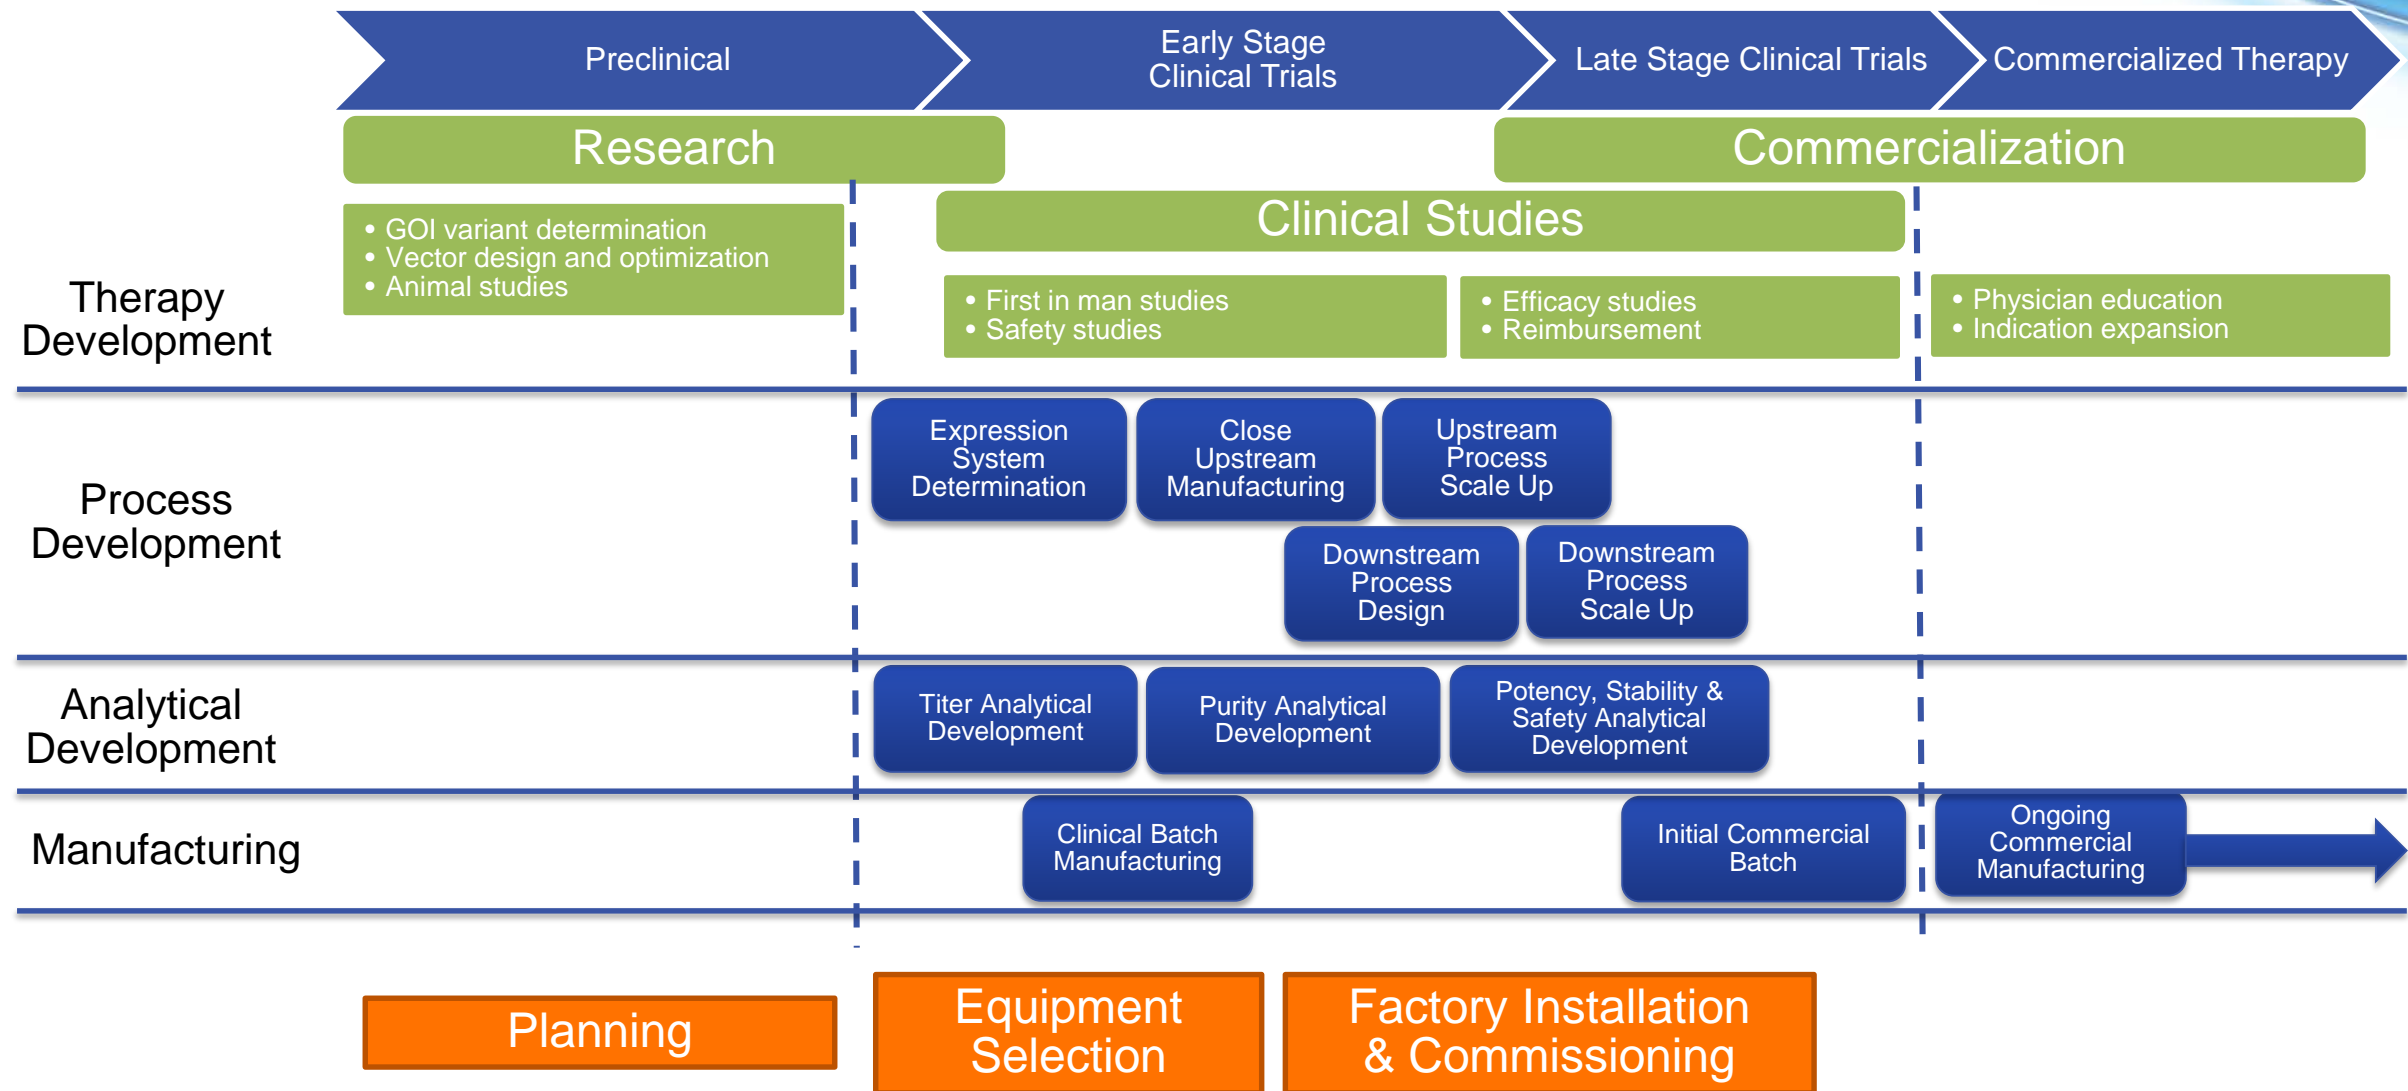 Preclinical
Early Stage
Clinical Trials
Late Stage Clinical Trials
Commercialized Therapy
Research
Commercialization
Clinical Studies
• GOI variant determination
• Vector design and optimization
• Animal studies
• First in man studies
• Safety studies
• Efficacy studies
• Reimbursement
• Physician education
• Indication expansion
Therapy
Development
Process
Development
Expression
System
Determination
Close
Upstream
Manufacturing
Upstream
Process
Scale Up
Downstream
Process
Design
Downstream
Process
Scale Up
Analytical
Development
Titer Analytical
Development
Purity Analytical
Development
Potency, Stability &
Safety Analytical
Development
Manufacturing
Clinical Batch
Manufacturing
Initial Commercial
Batch
Ongoing
Commercial
Manufacturing
Planning
Equipment
Selection
Factory Installation
& Commissioning